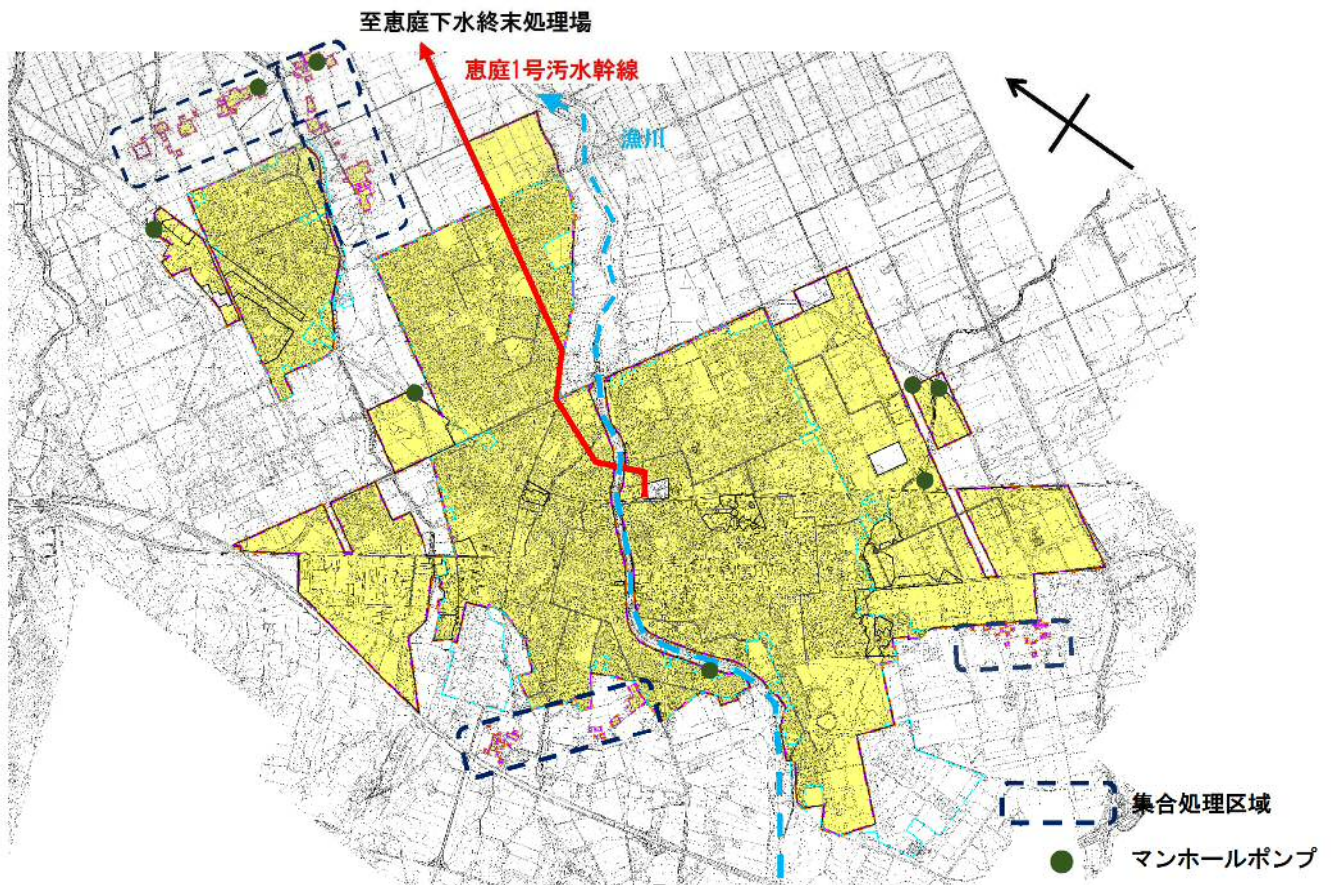 至恵庭下水終末処理場
恵庭1号汚水幹線
漁川
集合処理区域
マンホールポンプ